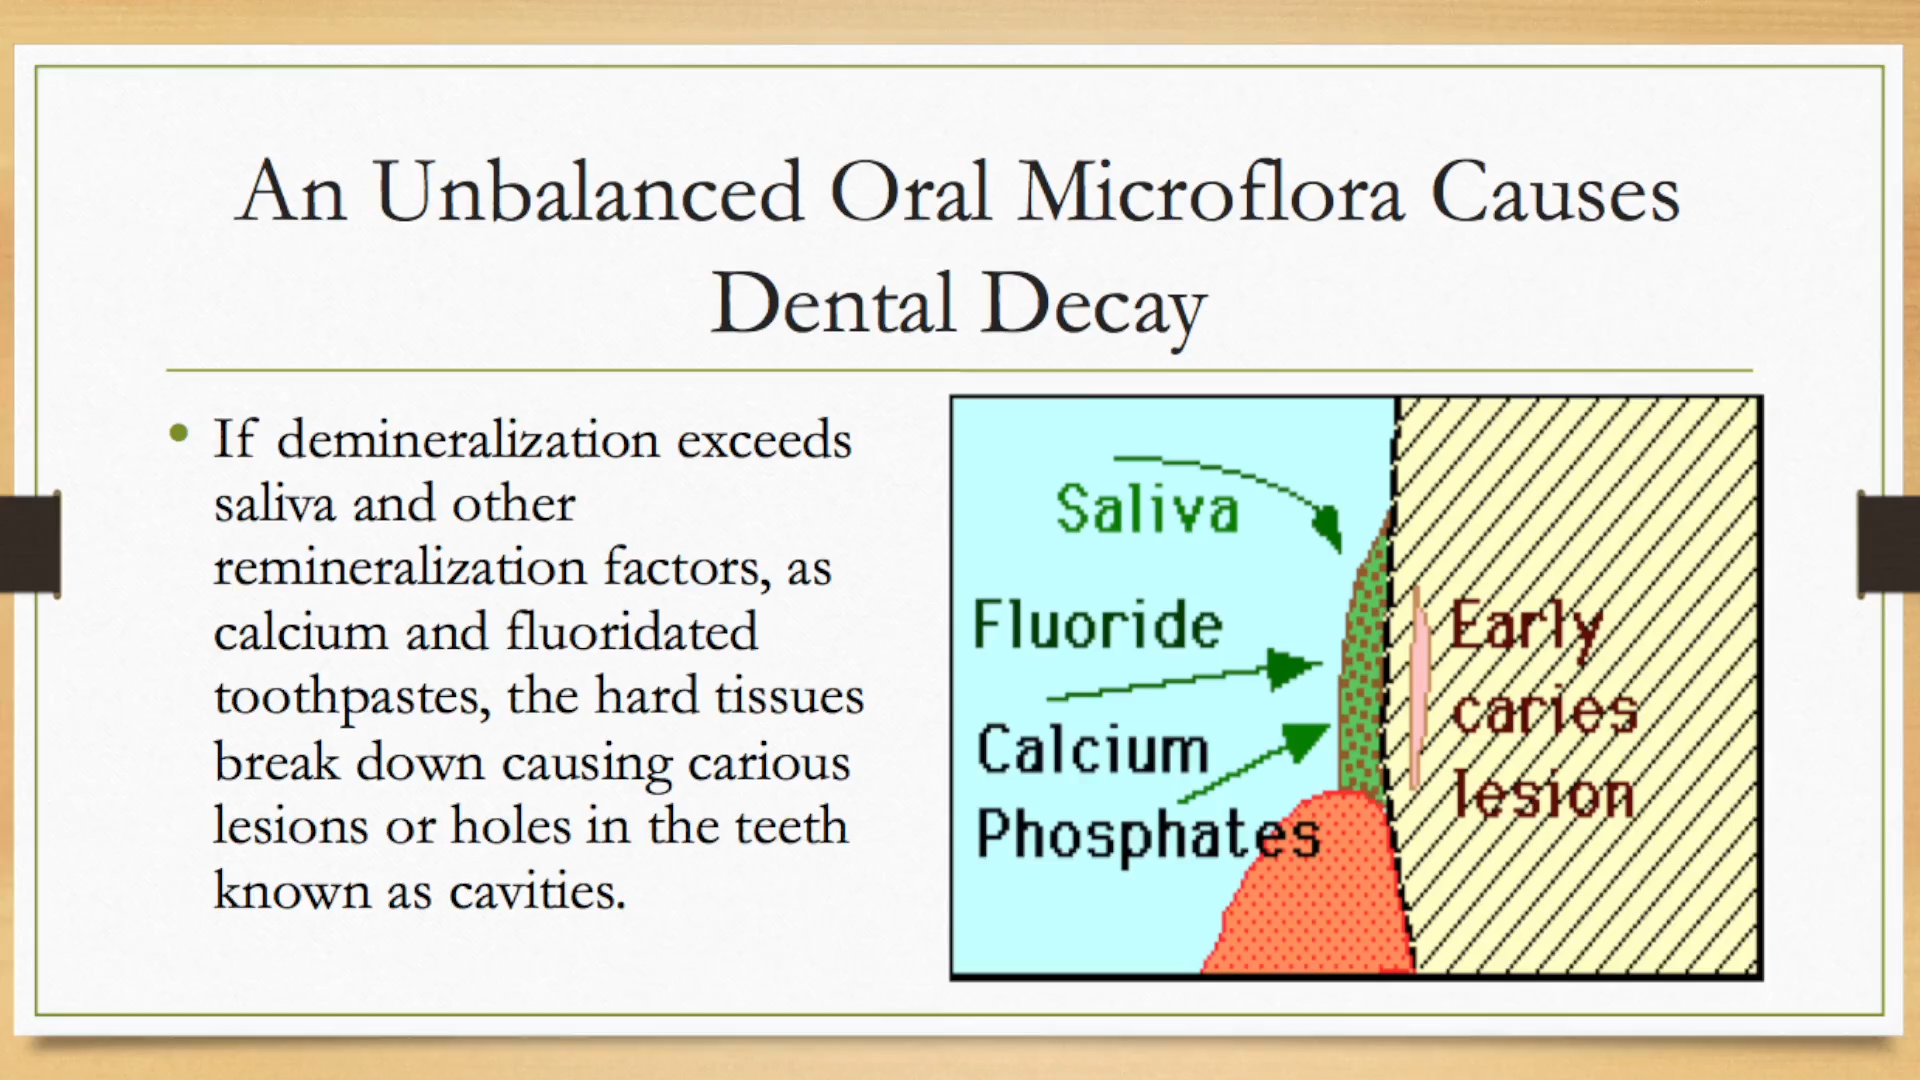 An Unbalanced Oral Microflora Causes
Dental Decay
• If demineralization exceeds
saliva and other
remineralization factors, as
calcium and fluoridated
toothpastes, the hard tissues
break down causing carious
lesions or holes in the teeth
known as cavities.
Saliva
Fluoride
Calcium
Phosphates
Early
caries
lesion